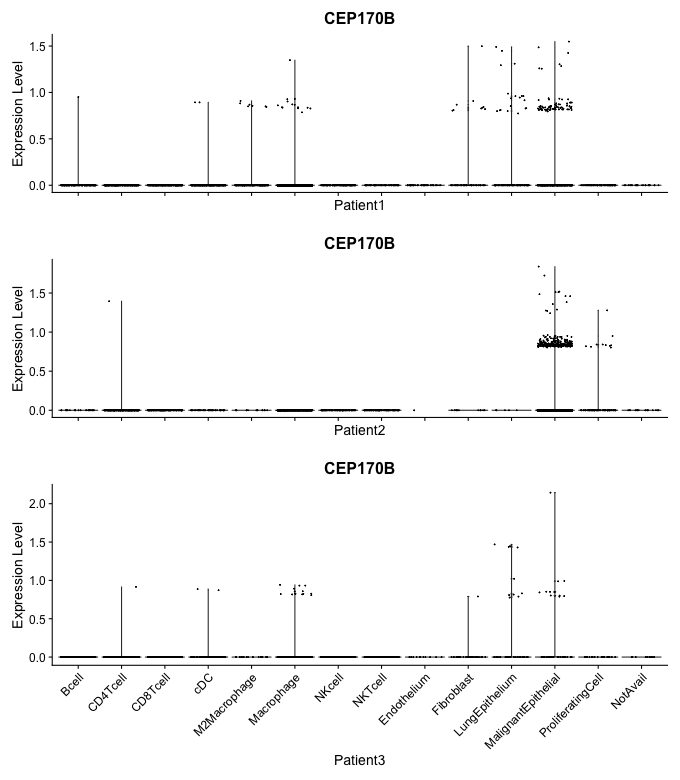 CEP170B
Expression Level
1.5
1.0
0.5
0.0
Patient1
CEP170B
Expression Level
1.5
1.0
0.5
0.0
Patient2
CEP170B
Expression Level
2.0
1.5
1.0
0.5
0.0
Bcell
CD4Tcell
CD8Tcell
cDC
M2Macrophage
Macrophage
NKcell
NKTcell
Endothelium
Fibroblast
LungEpithelium
MalignantEpithelial
ProliferatingCell
NotAvail
Patient3